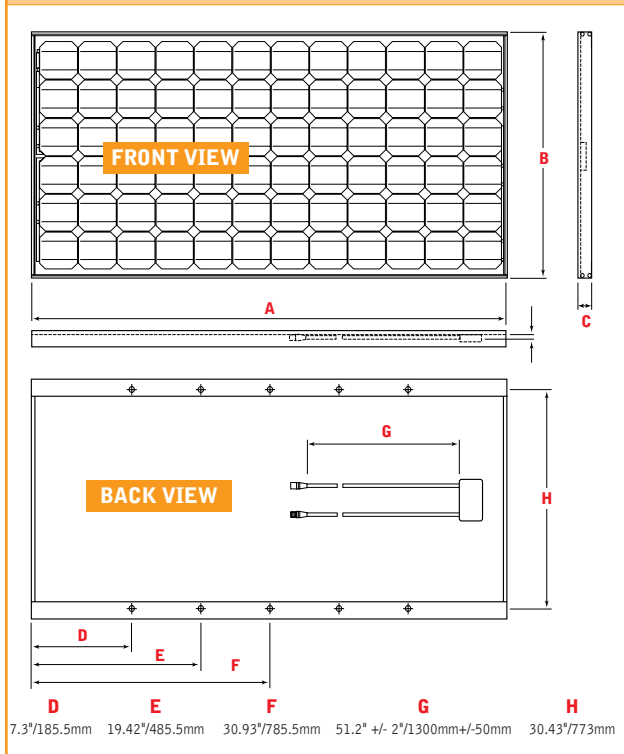 FRONT VIEW
B
A
C
G
BACK VIEW
H
D
E
F
D E F G H
7.3"/185.5mm 19.42"/485.5mm 30.93"/785.5mm 51.2" +/- 2"/1300mm+/-50mm 30.43"/773mm